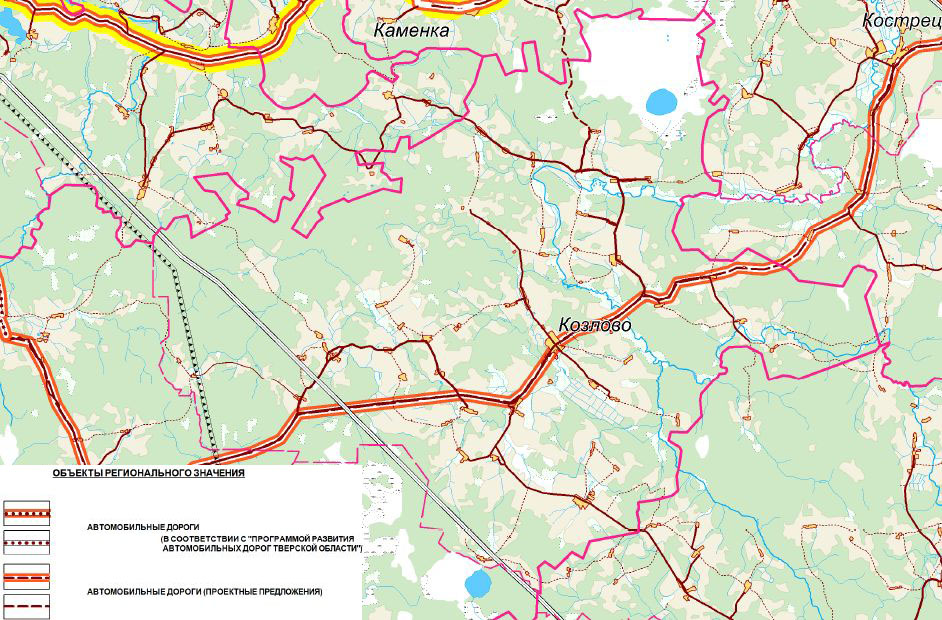 Каменка
Кострец
Козлово
ОБЪЕКТЫ РЕГИОНАЛЬНОГО ЗНАЧЕНИЯ
АВТОМОБИЛЬНЫЕ ДОРОГИ
(В СООТВЕТСТВИИ С "ПРОГРАММОЙ РАЗВИТИЯ
АВТОМОБИЛЬНЫХ ДОРОГ ТВЕРСКОЙ ОБЛАСТИ")
АВТОМОБИЛЬНЫЕ ДОРОГИ (ПРОЕКТНЫЕ ПРЕДЛОЖЕНИЯ)